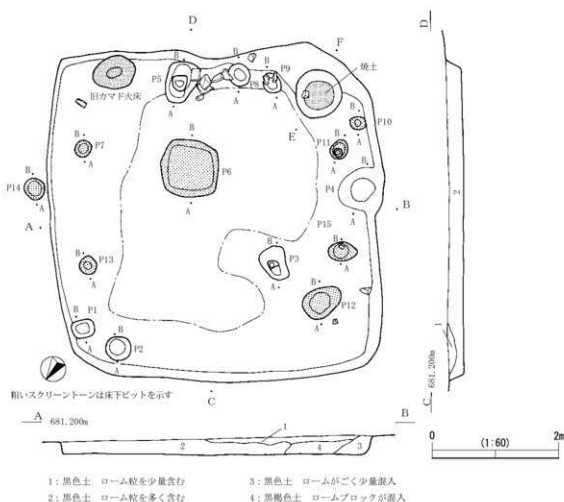 D
D
F
B
P5
A
B
P8
A
B
P9
A
焼土
旧カマド火床
E
B
P10
A
B
P7
A
B
P6
A
B
P11
A
B
P4
A
B
P14
A
A
B
P15
B
A
B
P13
A
B
P3
A
B
P12
A
B
P1
A
B
P2
A
C
2
1
681.200m
C
粗いスクリーントーンは床下ピットを示す
A
681.200m
B
1
2
4
3
0
(1:60)
2m
1：黒色土　ローム粒を少量含む
3：黒色土　ロームがごく少量混入
2：黒色土　ローム粒を多く含む
4：黒褐色土　ロームブロックが混入